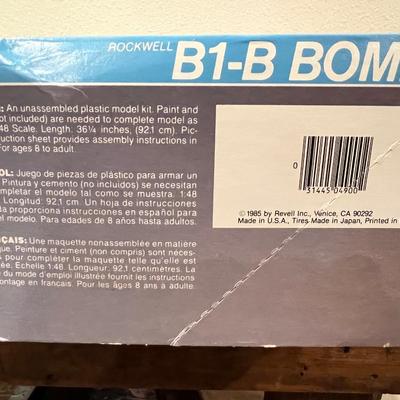 ROCKWELL B1-B BOM
An unassembled plastic model kit. Paint and
ot included) are needed to complete model as
48 Scale. Length: 36¼ inches, (92.1 cm). Pic-
uction sheet provides assembly instructions in
For ages 8 to adult.
OL: Juego de piezas de plástico para armar un
Pintura y cemento (no incluídos) se necesitan
mpletar el modelo tal como se muestra. 1:48
Longitud: 92.1 cm. Un hoja de instrucciones
a proporciona instrucciones en español para
el modelo. Para edades de 8 años hasta adultos.
ÇAIS: Une maquette nonassemblée en matière
que. Peinture et ciment (non compris) sont néces-
s pour compléter la maquette telle qu'elle est
ée. Echelle 1:48. Longueur: 92.1 centimètres. La
du mode d'emploi illustrée fournit les instructions
ontage en francais. Pour les âges 8 ans à adulte.
0
31445 04900
© 1985 by Revell Inc., Venice, CA 90292
Made in U.S.A., Tires Made in Japan, Printed in